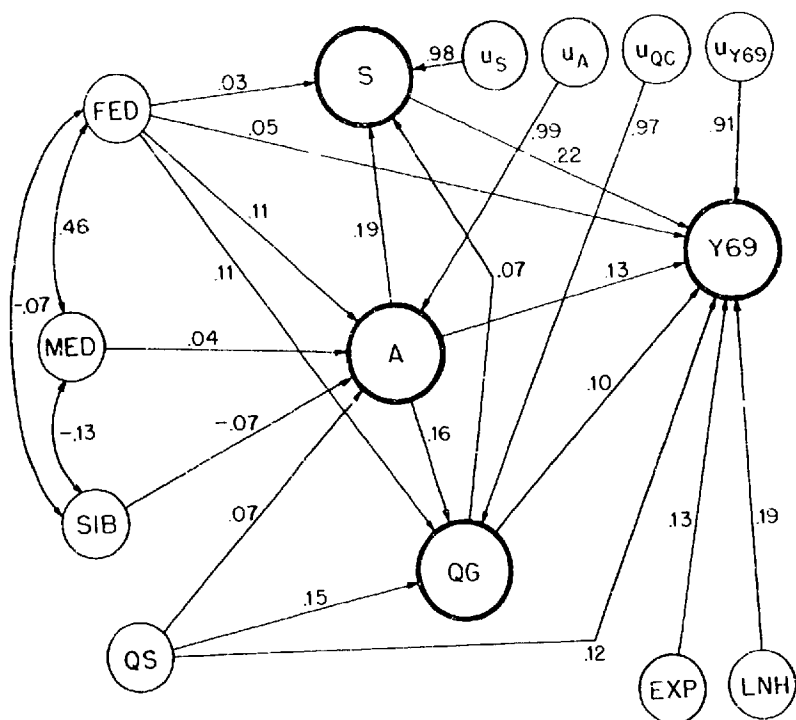 S
u_S
u_A
u_QC
u_Y69
FED
.03
.98
.05
.99
.97
.91
.22
.11
.46
.19
.11
.07
.13
Y69
-.07
MED
.04
A
-.13
-.07
.16
.10
SIB
.07
.13
.19
QG
.15
QS
.12
EXP
LNH